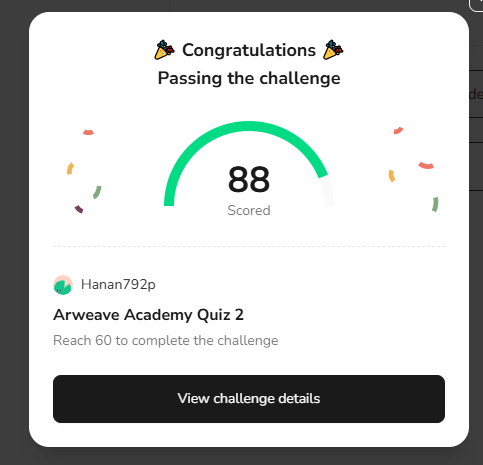 🎉 Congratulations 🎉
Passing the challenge
88
Scored
Hanan792p
Arweave Academy Quiz 2
Reach 60 to complete the challenge
View challenge details